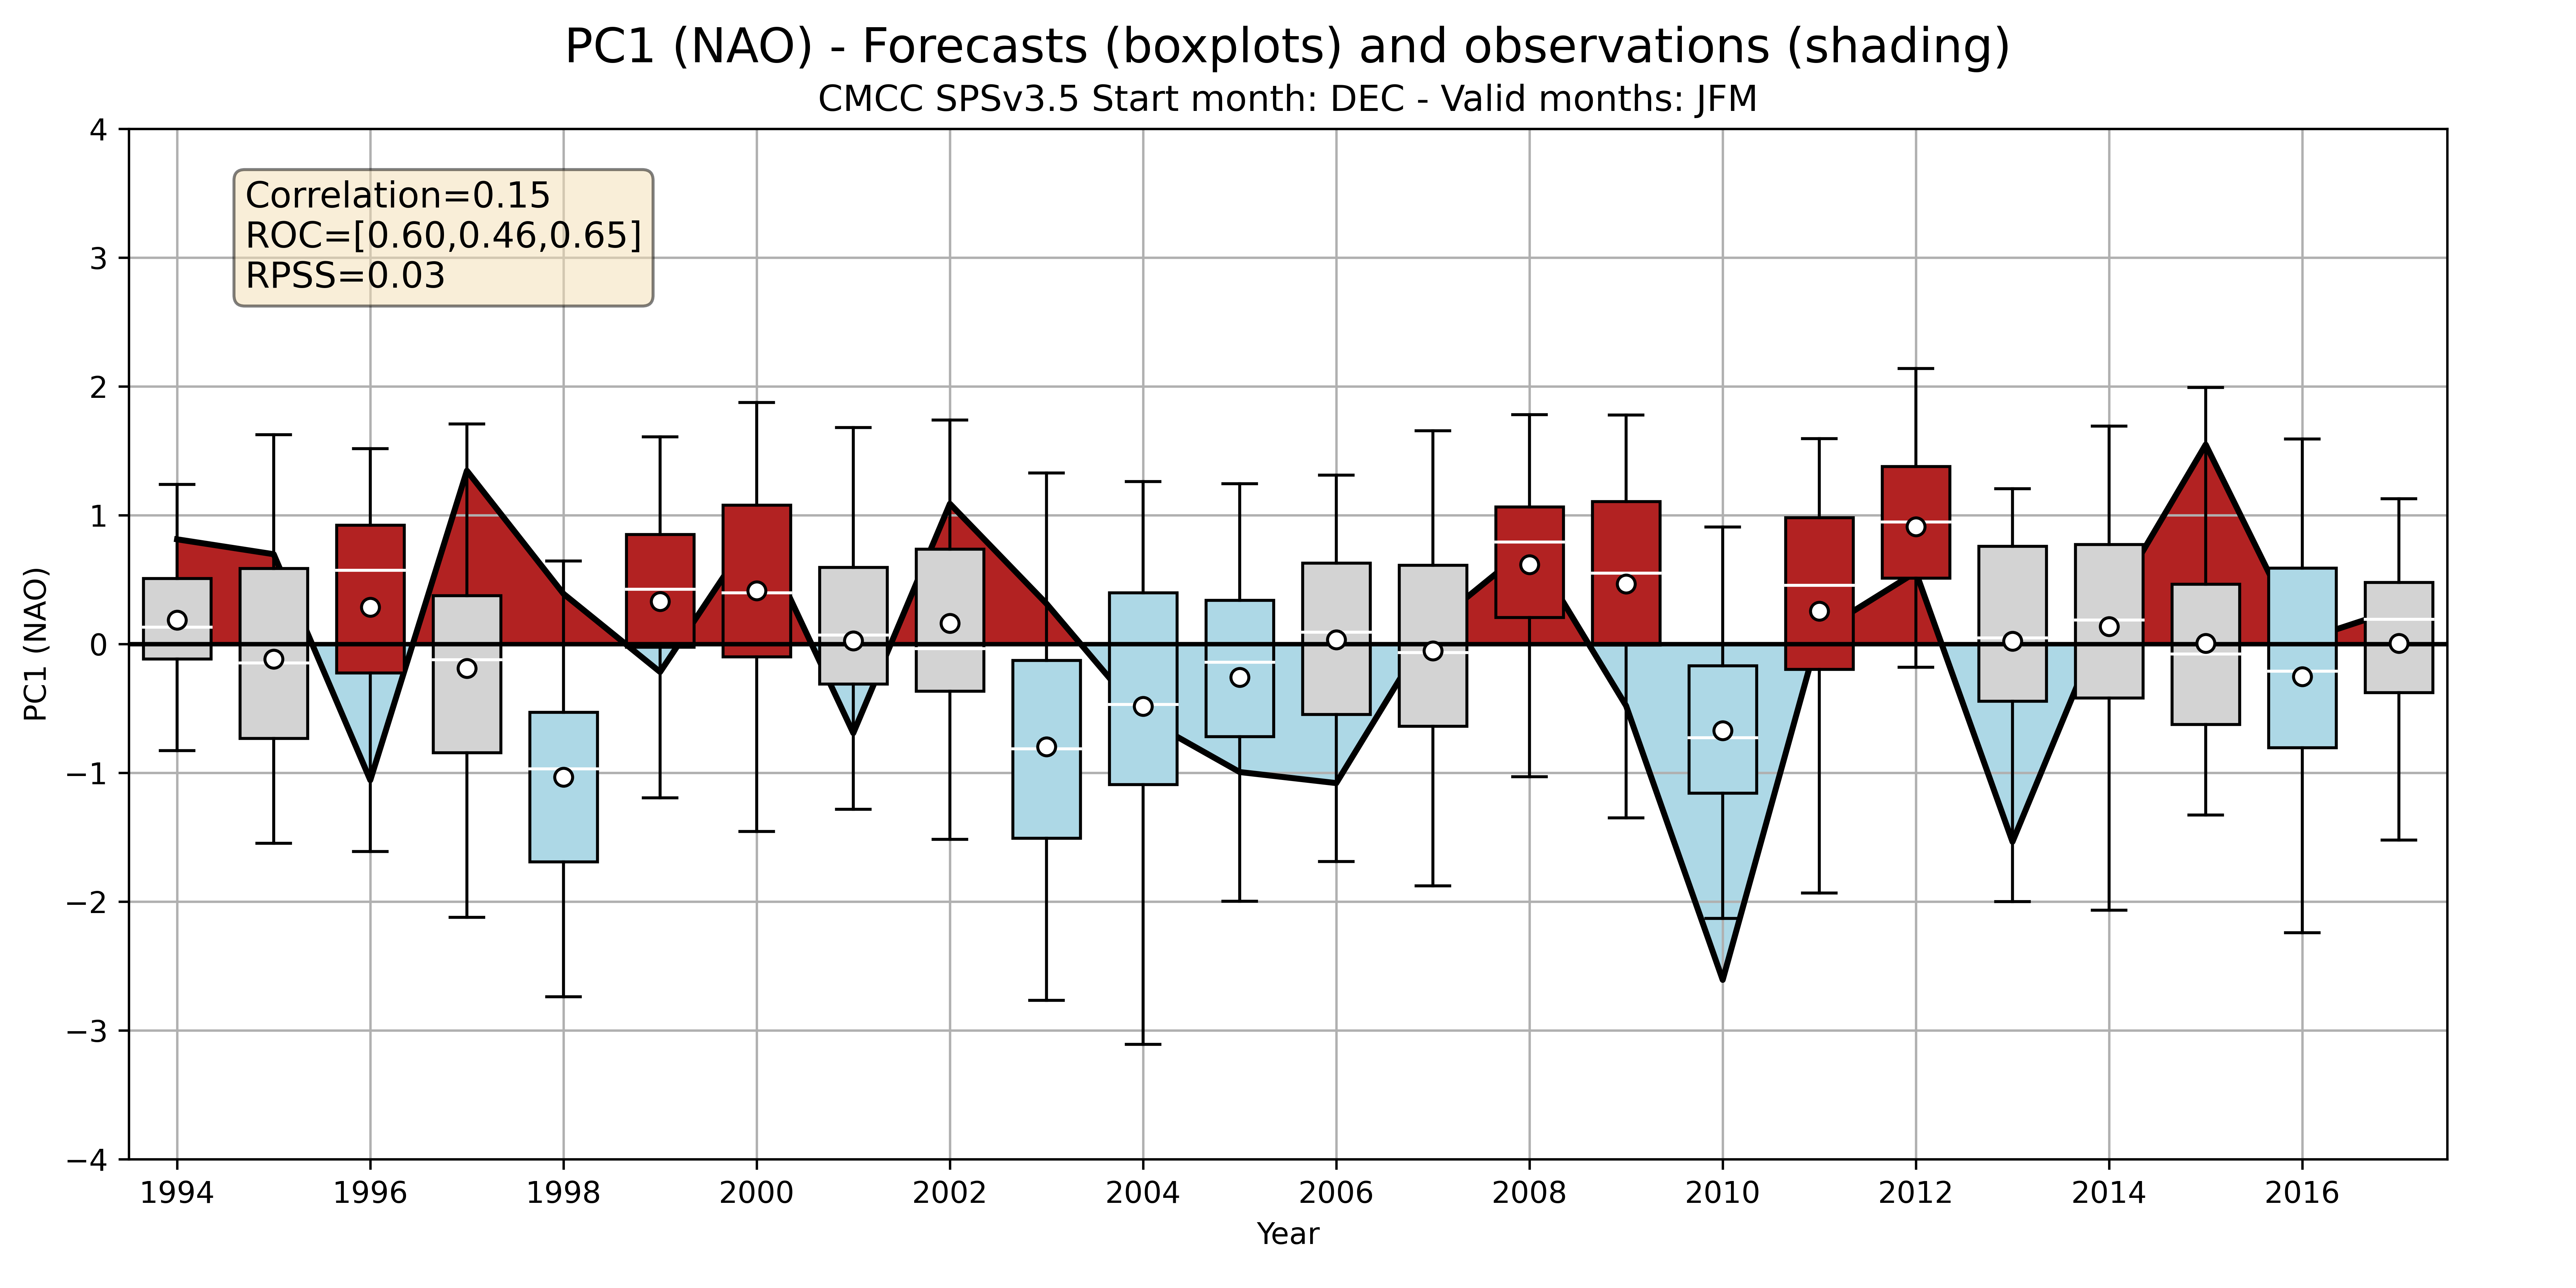 PC1 (NAO) - Forecasts (boxplots) and observations (shading)
CMCC SPSv3.5 Start month: DEC - Valid months: JFM
Correlation=0.15
ROC=[0.60,0.46,0.65]
RPSS=0.03
PC1 (NAO)
4
3
2
1
0
−1
−2
−3
−4
1994 1996 1998 2000 2002 2004 2006 2008 2010 2012 2014 2016
Year